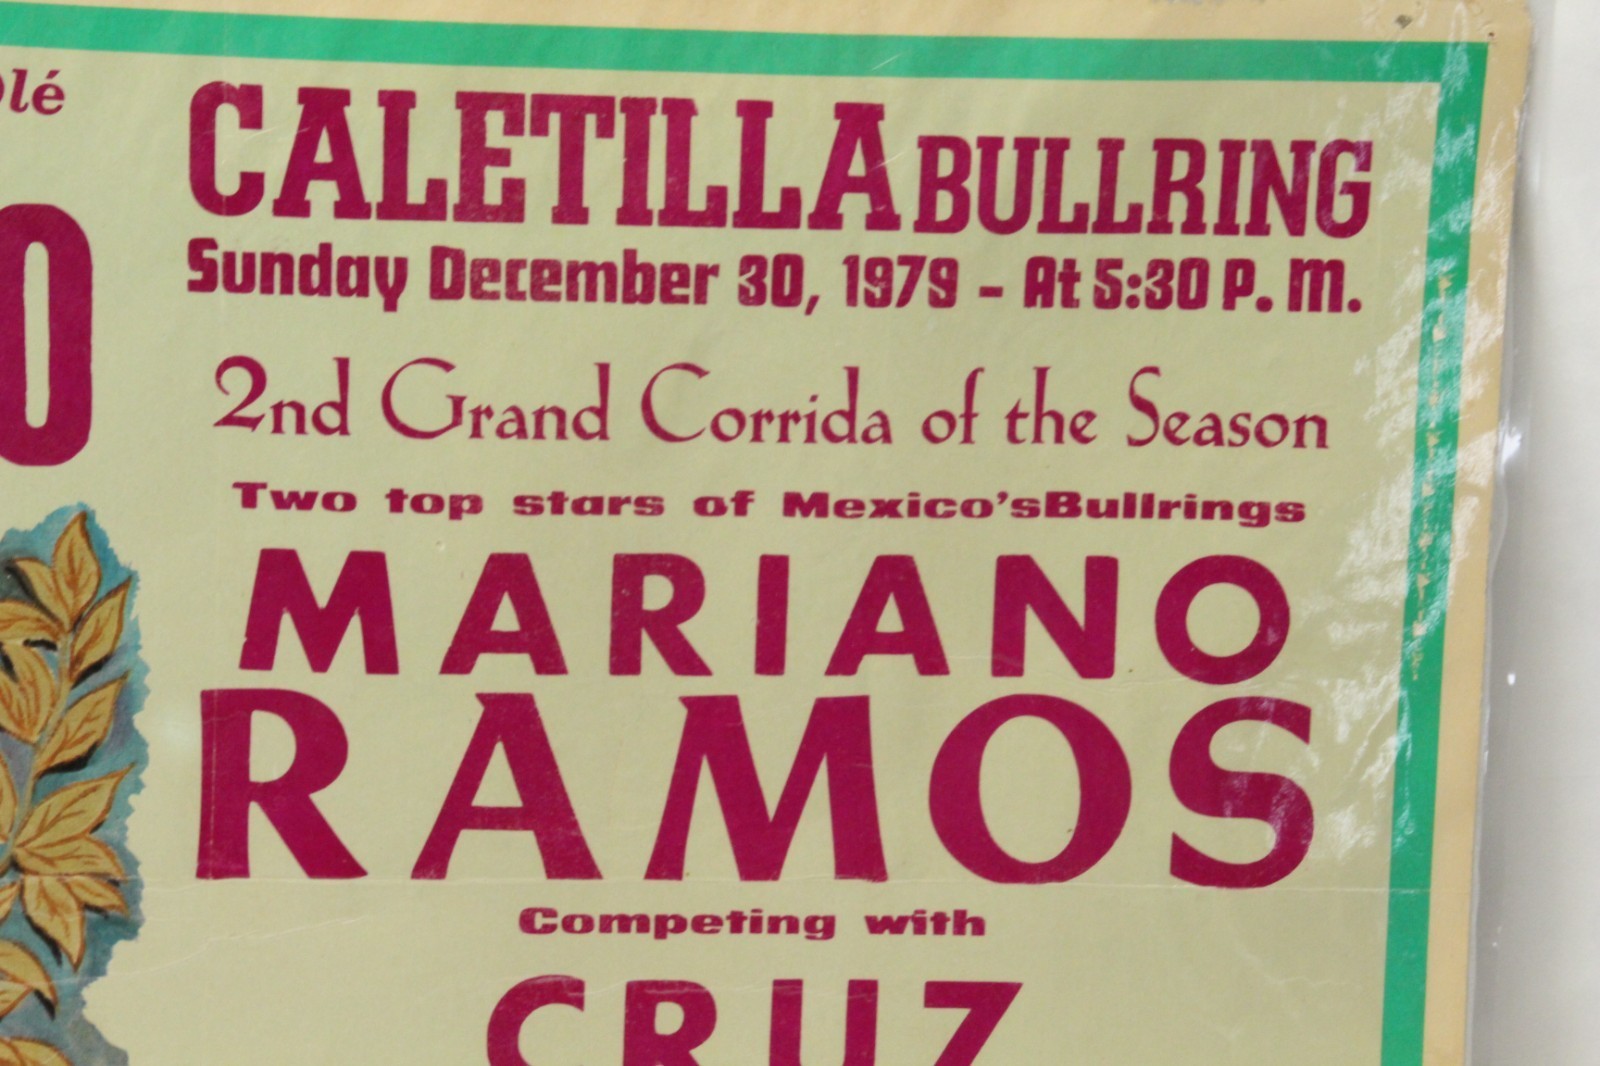 Olé
CALETILLA BULLRING
Sunday December 30, 1979 - At 5:30 P. M.
2nd Grand Corrida of the Season
Two top stars of Mexico'sBullrings
MARIANO
RAMOS
Competing with
CRUZ